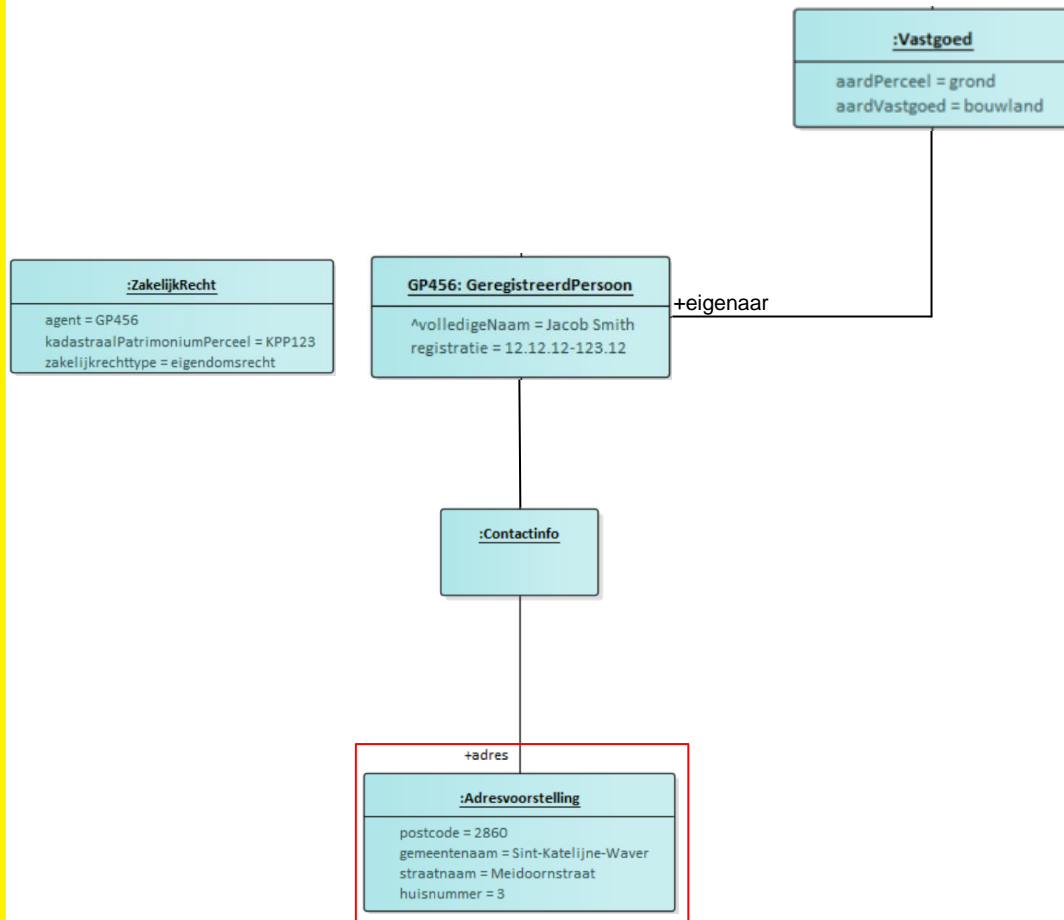 :Vastgoed
aardPerceel = grond
aardVastgoed = bouwland
:ZakelijkRecht
agent = GP456
kadastraalPatrimoniumPerceel = KPP123
zakelijkrechttype = eigendomsrecht
GP456: GeregistreerdPersoon
^volledigeNaam = Jacob Smith
registratie = 12.12.12-123.12
+eigenaar
:Contactinfo
+adres
:Adresvoorstelling
postcode = 2860
gemeentenaam = Sint-Katelijne-Waver
straatnaam = Meidoornstraat
huisnummer = 3